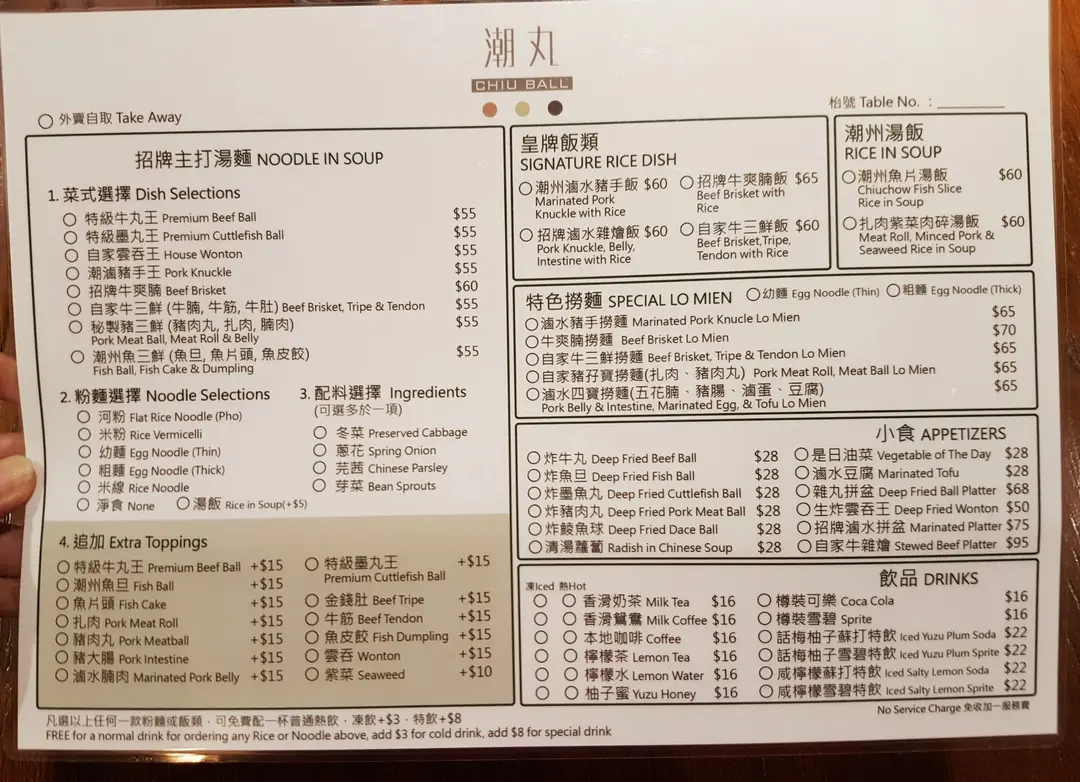 潮丸
CHIU BALL
外賣自取 Take Away
枱號 Table No. : ________
招牌主打湯麵 NOODLE IN SOUP
1. 菜式選擇 Dish Selections
特級牛丸王 Premium Beef Ball $55
特級墨丸王 Premium Cuttlefish Ball $55
自家雲吞王 House Wonton $55
潮滷豬手王 Pork Knuckle $55
招牌牛爽腩 Beef Brisket $60
自家牛三鮮 (牛腩, 牛筋, 牛肚) Beef Brisket, Tripe & Tendon $55
秘製豬三鮮 (豬肉丸, 扎肉, 腩肉) $55
Pork Meat Ball, Meat Roll & Belly
潮州魚三鮮 (魚旦, 魚片頭, 魚皮餃) $55
Fish Ball, Fish Cake & Dumpling
2. 粉麵選擇 Noodle Selections
河粉 Flat Rice Noodle (Pho)
米粉 Rice Vermicelli
幼麵 Egg Noodle (Thin)
粗麵 Egg Noodle (Thick)
米線 Rice Noodle
淨食 None 湯飯 Rice in Soup(+$5)
3. 配料選擇 Ingredients
(可選多於一項)
冬菜 Preserved Cabbage
蔥花 Spring Onion
芫茜 Chinese Parsley
芽菜 Bean Sprouts
4. 追加 Extra Toppings
特級牛丸王 Premium Beef Ball +$15
潮州魚旦 Fish Ball +$15
魚片頭 Fish Cake +$15
扎肉 Pork Meat Roll +$15
豬肉丸 Pork Meatball +$15
豬大腸 Pork Intestine +$15
滷水腩肉 Marinated Pork Belly +$15
特級墨丸王 +$15
Premium Cuttlefish Ball
金錢肚 Beef Tripe +$15
牛筋 Beef Tendon +$15
魚皮餃 Fish Dumpling +$15
雲吞 Wonton +$15
紫菜 Seaweed +$10
皇牌飯類
SIGNATURE RICE DISH
潮州滷水豬手飯 $60
Marinated Pork
Knuckle with Rice
招牌滷水雜燴飯 $60
Pork Knuckle, Belly,
Intestine with Rice
招牌牛爽腩飯 $65
Beef Brisket with
Rice
自家牛三鮮飯 $60
Beef Brisket,Tripe,
Tendon with Rice
潮州湯飯
RICE IN SOUP
潮州魚片湯飯 $60
Chiuchow Fish Slice
Rice in Soup
扎肉紫菜肉碎湯飯 $60
Meat Roll, Minced Pork &
Seaweed Rice in Soup
特色撈麵 SPECIAL LO MIEN 幼麵 Egg Noodle (Thin) 粗麵 Egg Noodle (Thick)
滷水豬手撈麵 Marinated Pork Knucle Lo Mien $65
牛爽腩撈麵 Beef Brisket Lo Mien $70
自家牛三鮮撈麵 Beef Brisket, Tripe & Tendon Lo Mien $65
自家豬孖寶撈麵(扎肉、豬肉丸) Pork Meat Roll, Meat Ball Lo Mien $65
滷水四寶撈麵(五花腩、豬腸、滷蛋、豆腐) $65
Pork Belly & Intestine, Marinated Egg, & Tofu Lo Mien
小食 APPETIZERS
炸牛丸 Deep Fried Beef Ball $28
炸魚旦 Deep Fried Fish Ball $28
炸墨魚丸 Deep Fried Cuttlefish Ball $28
炸豬肉丸 Deep Fried Pork Meat Ball $28
炸鯪魚球 Deep Fried Dace Ball $28
清湯蘿蔔 Radish in Chinese Soup $28
是日油菜 Vegetable of The Day $28
滷水豆腐 Marinated Tofu $28
雜丸拼盆 Deep Fried Ball Platter $68
生炸雲吞王 Deep Fried Wonton $50
招牌滷水拼盆 Marinated Platter $75
自家牛雜燴 Stewed Beef Platter $95
飲品 DRINKS
凍Iced 熱Hot
香滑奶茶 Milk Tea $16
香滑鴛鴦 Milk Coffee $16
本地咖啡 Coffee $16
檸檬茶 Lemon Tea $16
檸檬水 Lemon Water $16
柚子蜜 Yuzu Honey $16
樽裝可樂 Coca Cola $16
樽裝雪碧 Sprite $16
話梅柚子蘇打特飲 Iced Yuzu Plum Soda $22
話梅柚子雪碧特飲 Iced Yuzu Plum Sprite $22
咸檸檬蘇打特飲 Iced Salty Lemon Soda $22
咸檸檬雪碧特飲 Iced Salty Lemon Sprite $22
No Service Charge 免收加一服務費
凡選以上任何一款粉麵或飯類，可免費配一杯普通熱飲，凍飲+$3，特飲+$8
FREE for a normal drink for ordering any Rice or Noodle above, add $3 for cold drink, add $8 for special drink